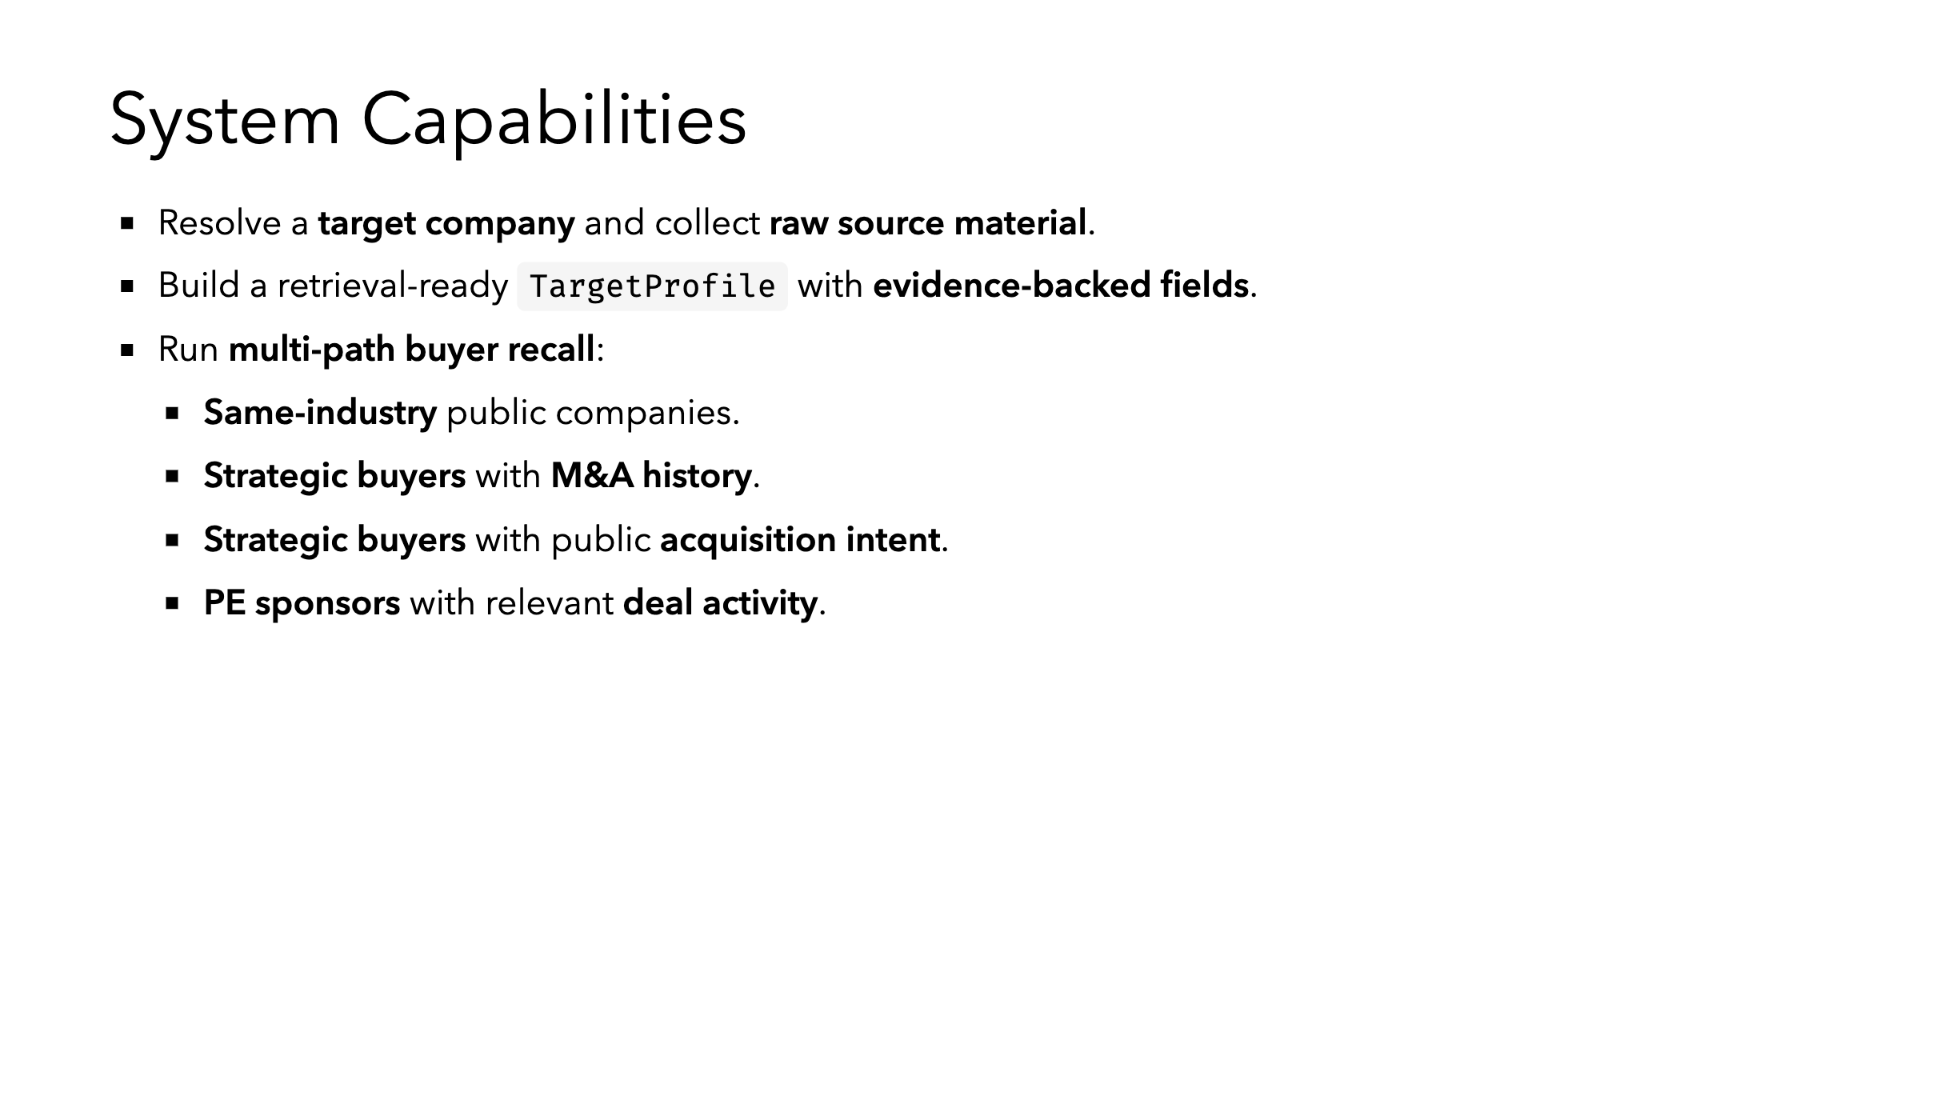 System Capabilities
▪ Resolve a target company and collect raw source material.
▪ Build a retrieval-ready TargetProfile with evidence-backed fields.
▪ Run multi-path buyer recall:
▪ Same-industry public companies.
▪ Strategic buyers with M&A history.
▪ Strategic buyers with public acquisition intent.
▪ PE sponsors with relevant deal activity.